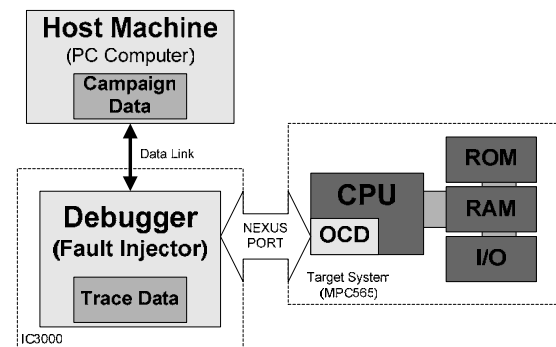 Host Machine
(PC Computer)
Campaign
Data
Data Link
Debugger
(Fault Injector)
Trace Data
IC3000
NEXUS
PORT
CPU
OCD
ROM
RAM
I/O
Target System
(MPC565)